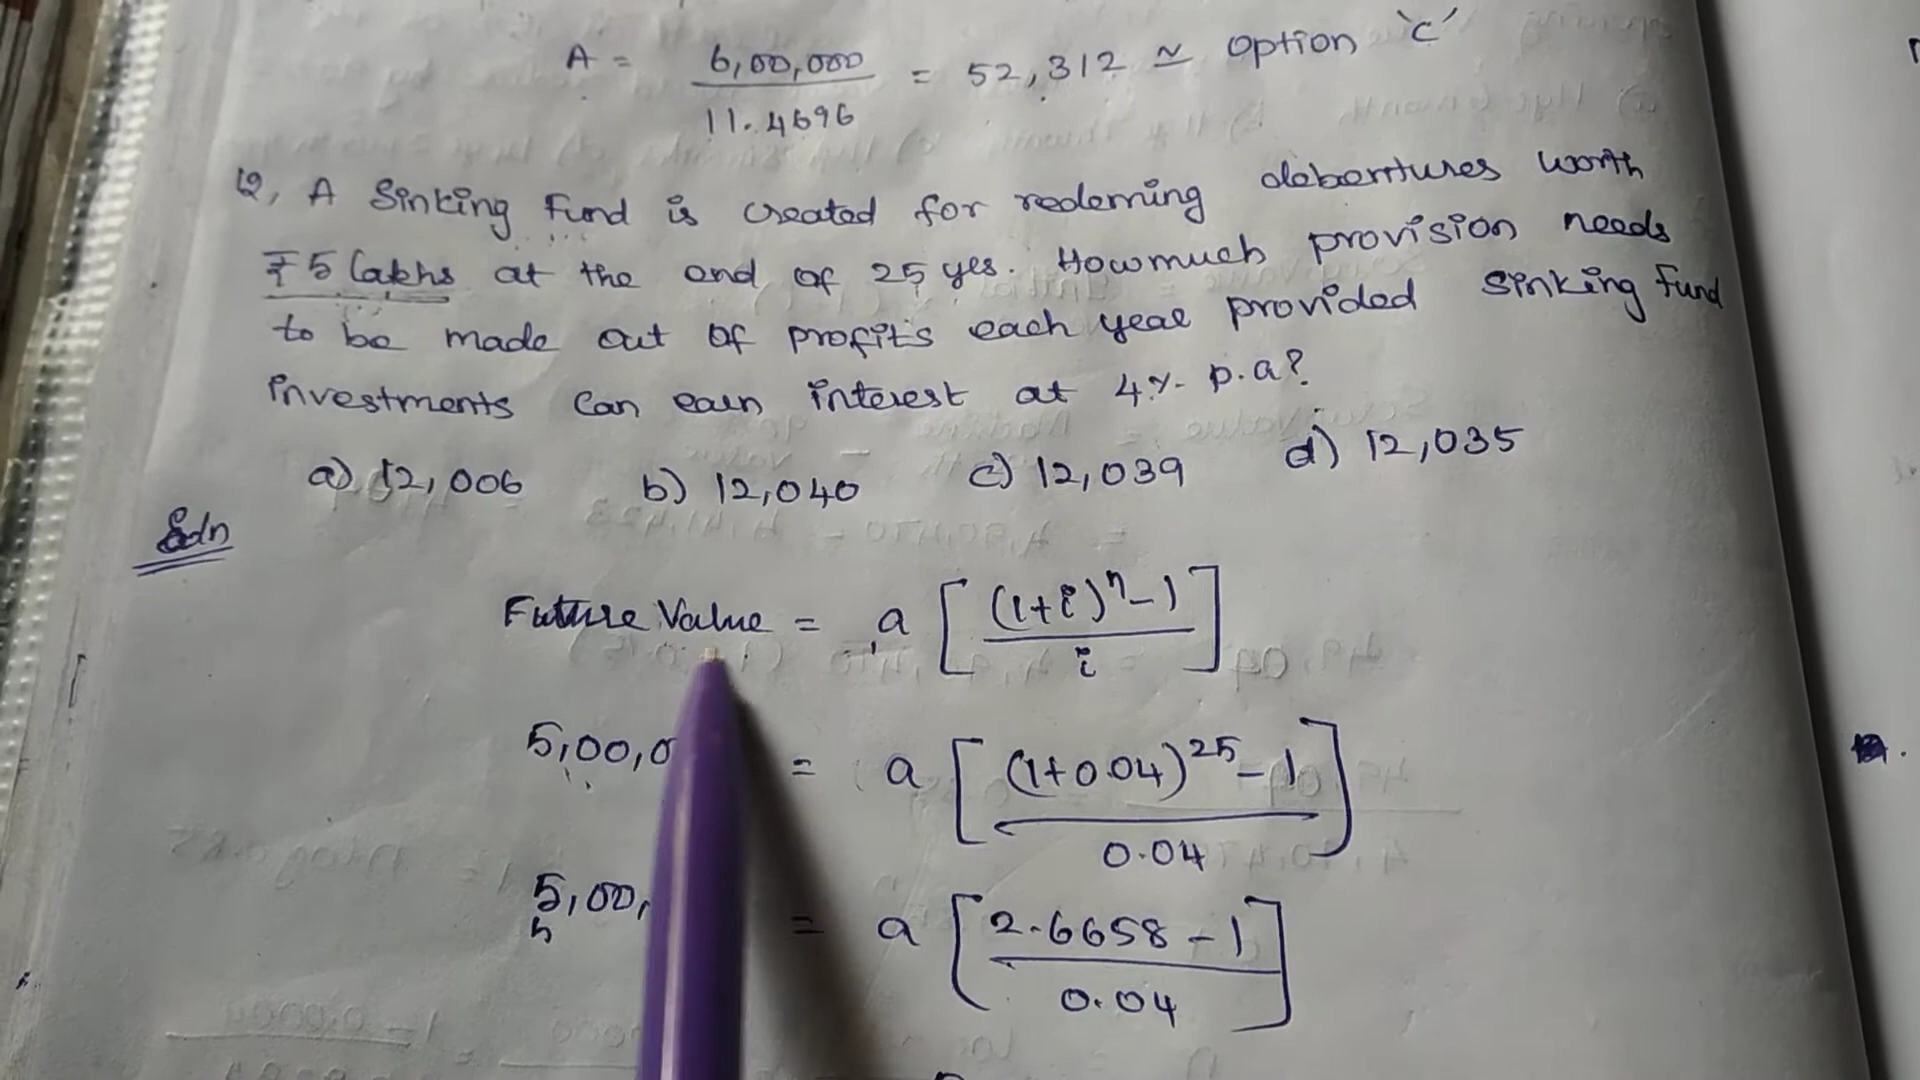 A = 6,00,000 / 11.4696 = 52,312 ≃ Option 'c'
Q, A Sinking Fund is created for redeming debentures worth
₹5 lakhs at the end of 25 yes. How much provision needs
to be made out of profits each year provided sinking fund
investments can earn interest at 4% p.a?
a) 12,006 b) 12,040 c) 12,039 d) 12,035
Soln
Future Value = a [ (1+i)^n - 1 / i ]
5,00,0 = a [ (1+0.04)^25 - 1 / 0.04 ]
5,00, = a [ 2.6658 - 1 / 0.04 ]